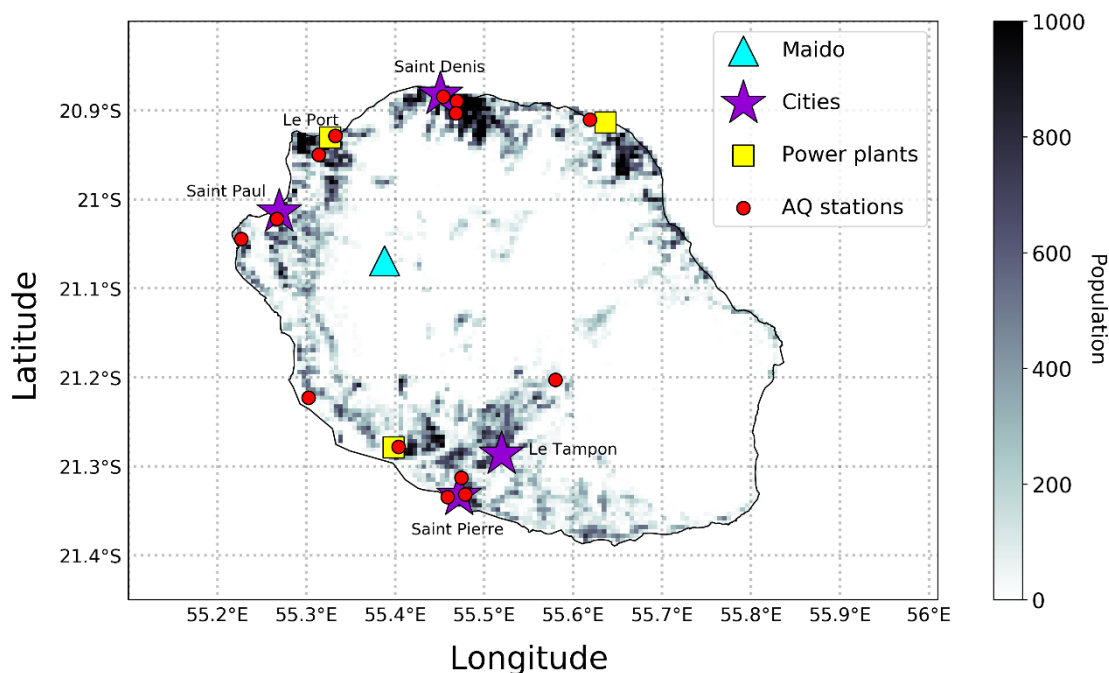 Saint Denis
Le Port
Saint Paul
Le Tampon
Saint Pierre
Maido
Cities
Power plants
AQ stations
20.9°S
21°S
21.1°S
21.2°S
21.3°S
21.4°S
Latitude
55.2°E
55.3°E
55.4°E
55.5°E
55.6°E
55.7°E
55.8°E
55.9°E
56°E
Longitude
1000
800
600
400
200
0
Population